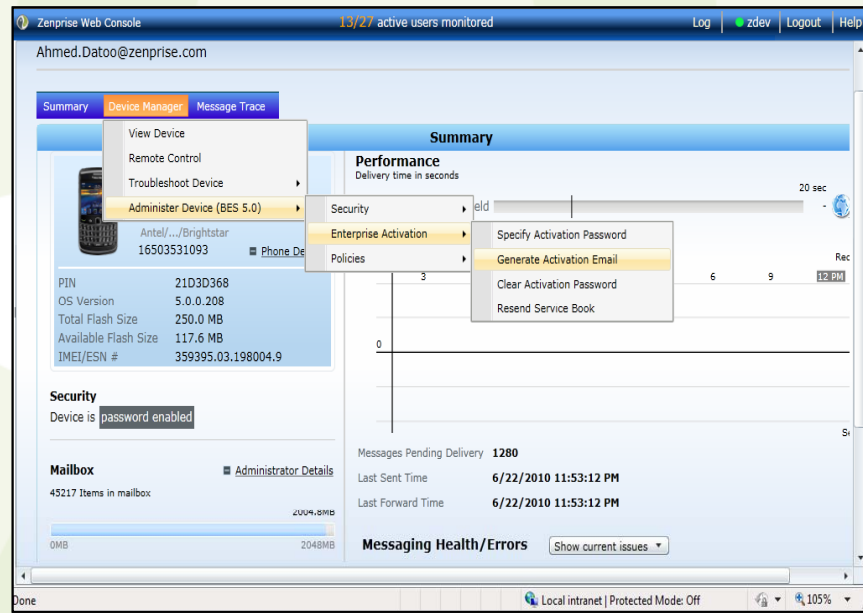 Zenprise Web Console 13/27 active users monitored Log zdev Logout Help
Ahmed.Datoo@zenprise.com
Summary Device Manager Message Trace
View Device
Remote Control
Troubleshoot Device
Administer Device (BES 5.0)
Security
Enterprise Activation
Policies
Specify Activation Password
Generate Activation Email
Clear Activation Password
Resend Service Book
Antel/.../Brightstar
16503531093 Phone De
PIN 21D3D368
OS Version 5.0.0.208
Total Flash Size 250.0 MB
Available Flash Size 117.6 MB
IMEI/ESN # 359395.03.198004.9
Security
Device is password enabled
Mailbox Administrator Details
45217 Items in mailbox
2004.8MB
0MB 2048MB
Summary
Performance
Delivery time in seconds
20 sec
eld -
Rec
3 6 9 12 PM
0
Messages Pending Delivery 1280
Last Sent Time 6/22/2010 11:53:12 PM
Last Forward Time 6/22/2010 11:53:12 PM
Messaging Health/Errors Show current issues
Done Local intranet | Protected Mode: Off 105%